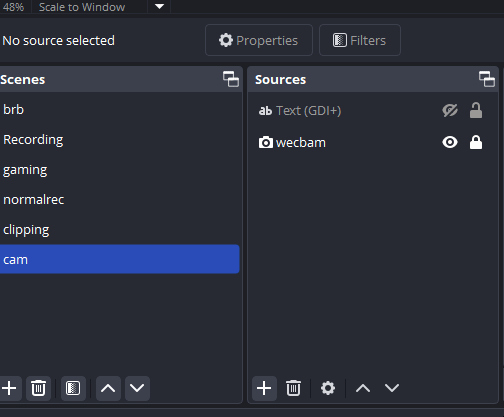 48% Scale to Window
No source selected
Properties
Filters
Scenes
brb
Recording
gaming
normalrec
clipping
cam
Sources
ab Text (GDI+)
wecbam